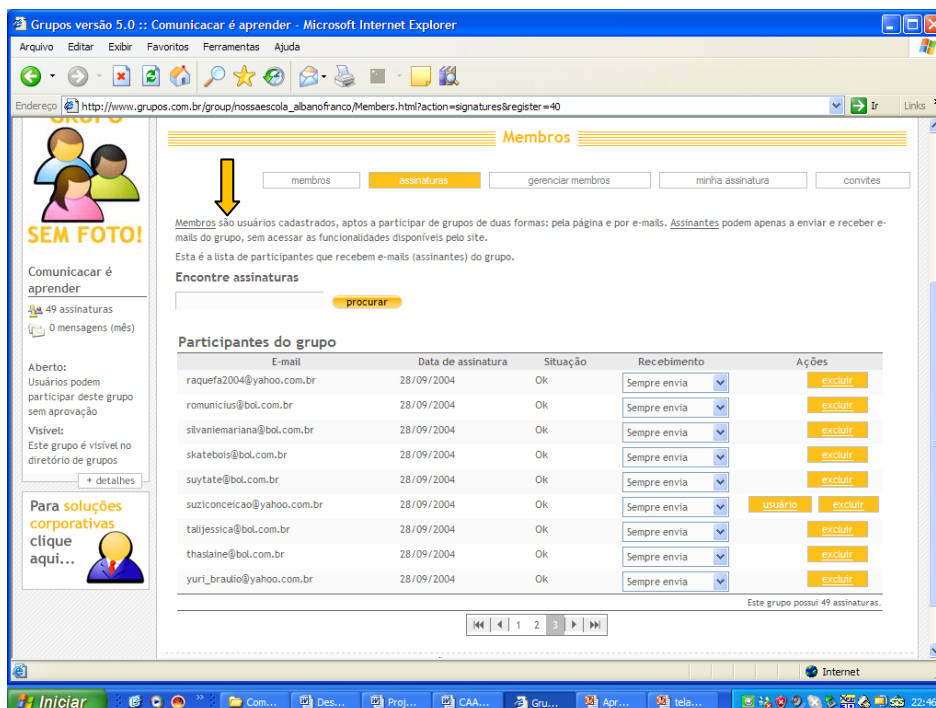 Grupos versão 5.0 :: Comunicacar é aprender - Microsoft Internet Explorer
Arquivo Editar Exibir Favoritos Ferramentas Ajuda
Endereço http://www.grupos.com.br/group/nossaescola_albanofranco/Members.html?action=signatures&register=40 Ir Links
GRUPO
SEM FOTO!
Comunicacar é
aprender
49 assinaturas
0 mensagens (mês)
Aberto:
Usuários podem
participar deste grupo
sem aprovação
Visível:
Este grupo é visível no
diretório de grupos
+ detalhes
Para soluções
corporativas
clique
aqui...
Membros
membros assinaturas gerenciar membros minha assinatura convites
Membros são usuários cadastrados, aptos a participar de grupos de duas formas: pela página e por e-mails. Assinantes podem apenas a enviar e receber e-
mails do grupo, sem acessar as funcionalidades disponíveis pelo site.
Esta é a lista de participantes que recebem e-mails (assinantes) do grupo.
Encontre assinaturas
procurar
Participantes do grupo
E-mail Data de assinatura Situação Recebimento Ações
raquefa2004@yahoo.com.br 28/09/2004 Ok Sempre envia excluir
romunicius@bol.com.br 28/09/2004 Ok Sempre envia excluir
silvaniemariana@bol.com.br 28/09/2004 Ok Sempre envia excluir
skatebois@bol.com.br 28/09/2004 Ok Sempre envia excluir
suytate@bol.com.br 28/09/2004 Ok Sempre envia excluir
suziconceicao@yahoo.com.br 28/09/2004 Ok Sempre envia usuário excluir
talijessica@bol.com.br 28/09/2004 Ok Sempre envia excluir
thaslaine@bol.com.br 28/09/2004 Ok Sempre envia excluir
yuri_braulio@yahoo.com.br 28/09/2004 Ok Sempre envia excluir
Este grupo possui 49 assinaturas.
1 2 3
Internet
Iniciar Com... Des... Proj... CAA... Gru... Apr... tela... 22:46